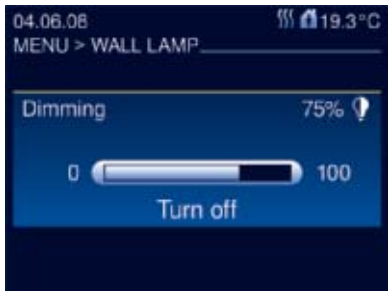 04.06.08 19.3°C
MENU > WALL LAMP
Dimming 75%
0 100
Turn off